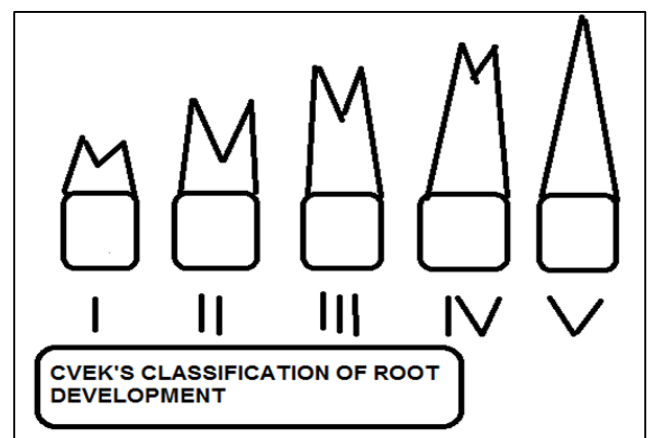 I II III IV V
CVEK'S CLASSIFICATION OF ROOT
DEVELOPMENT